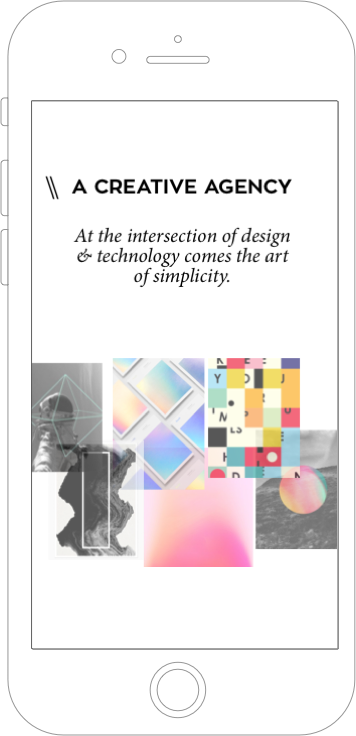 \\ A CREATIVE AGENCY
At the intersection of design
& technology comes the art
of simplicity.
Y O U